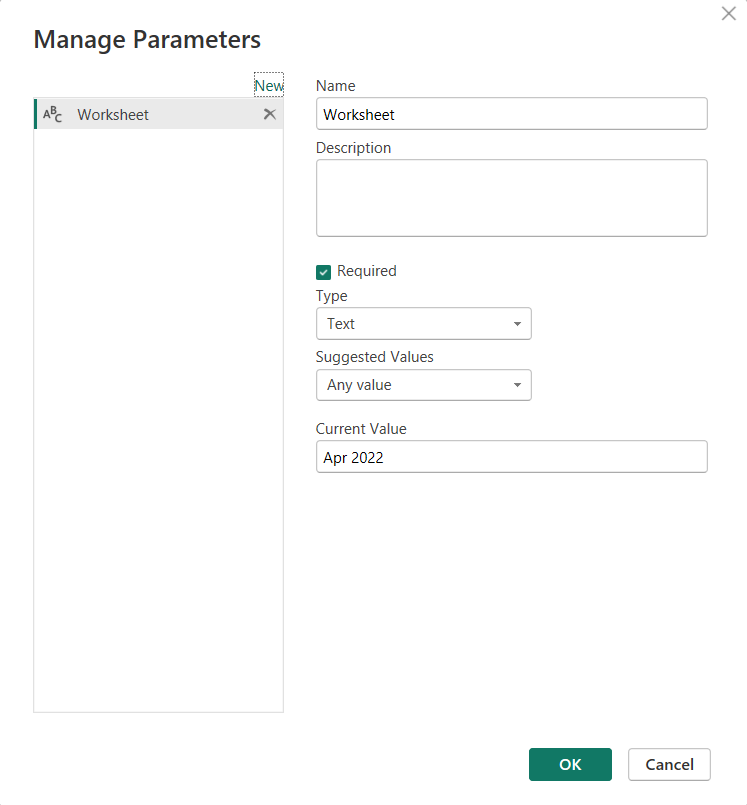 Manage Parameters
New
ABC Worksheet
Name
Worksheet
Description
Required
Type
Text
Suggested Values
Any value
Current Value
Apr 2022
OK
Cancel